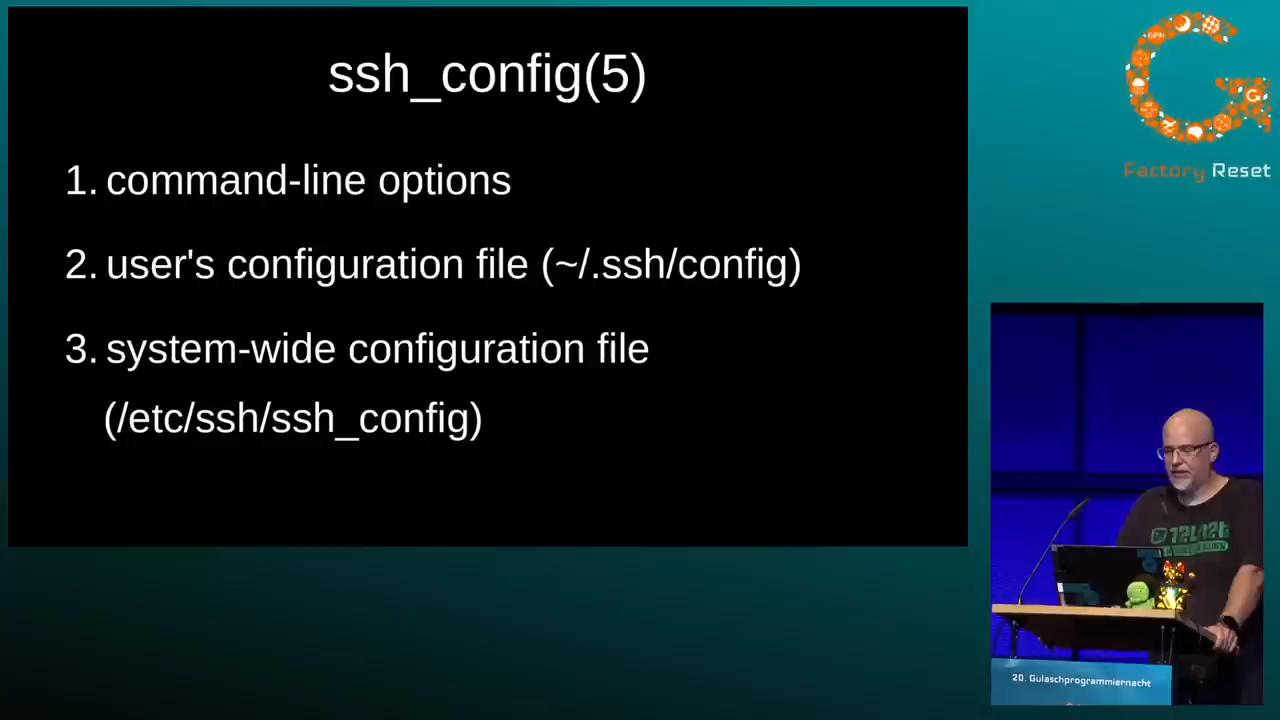 ssh_config(5)
1. command-line options
2. user's configuration file (~/.ssh/config)
3. system-wide configuration file
(/etc/ssh/ssh_config)
GPN
G
Factory Reset
20. Gulaschprogrammiernacht